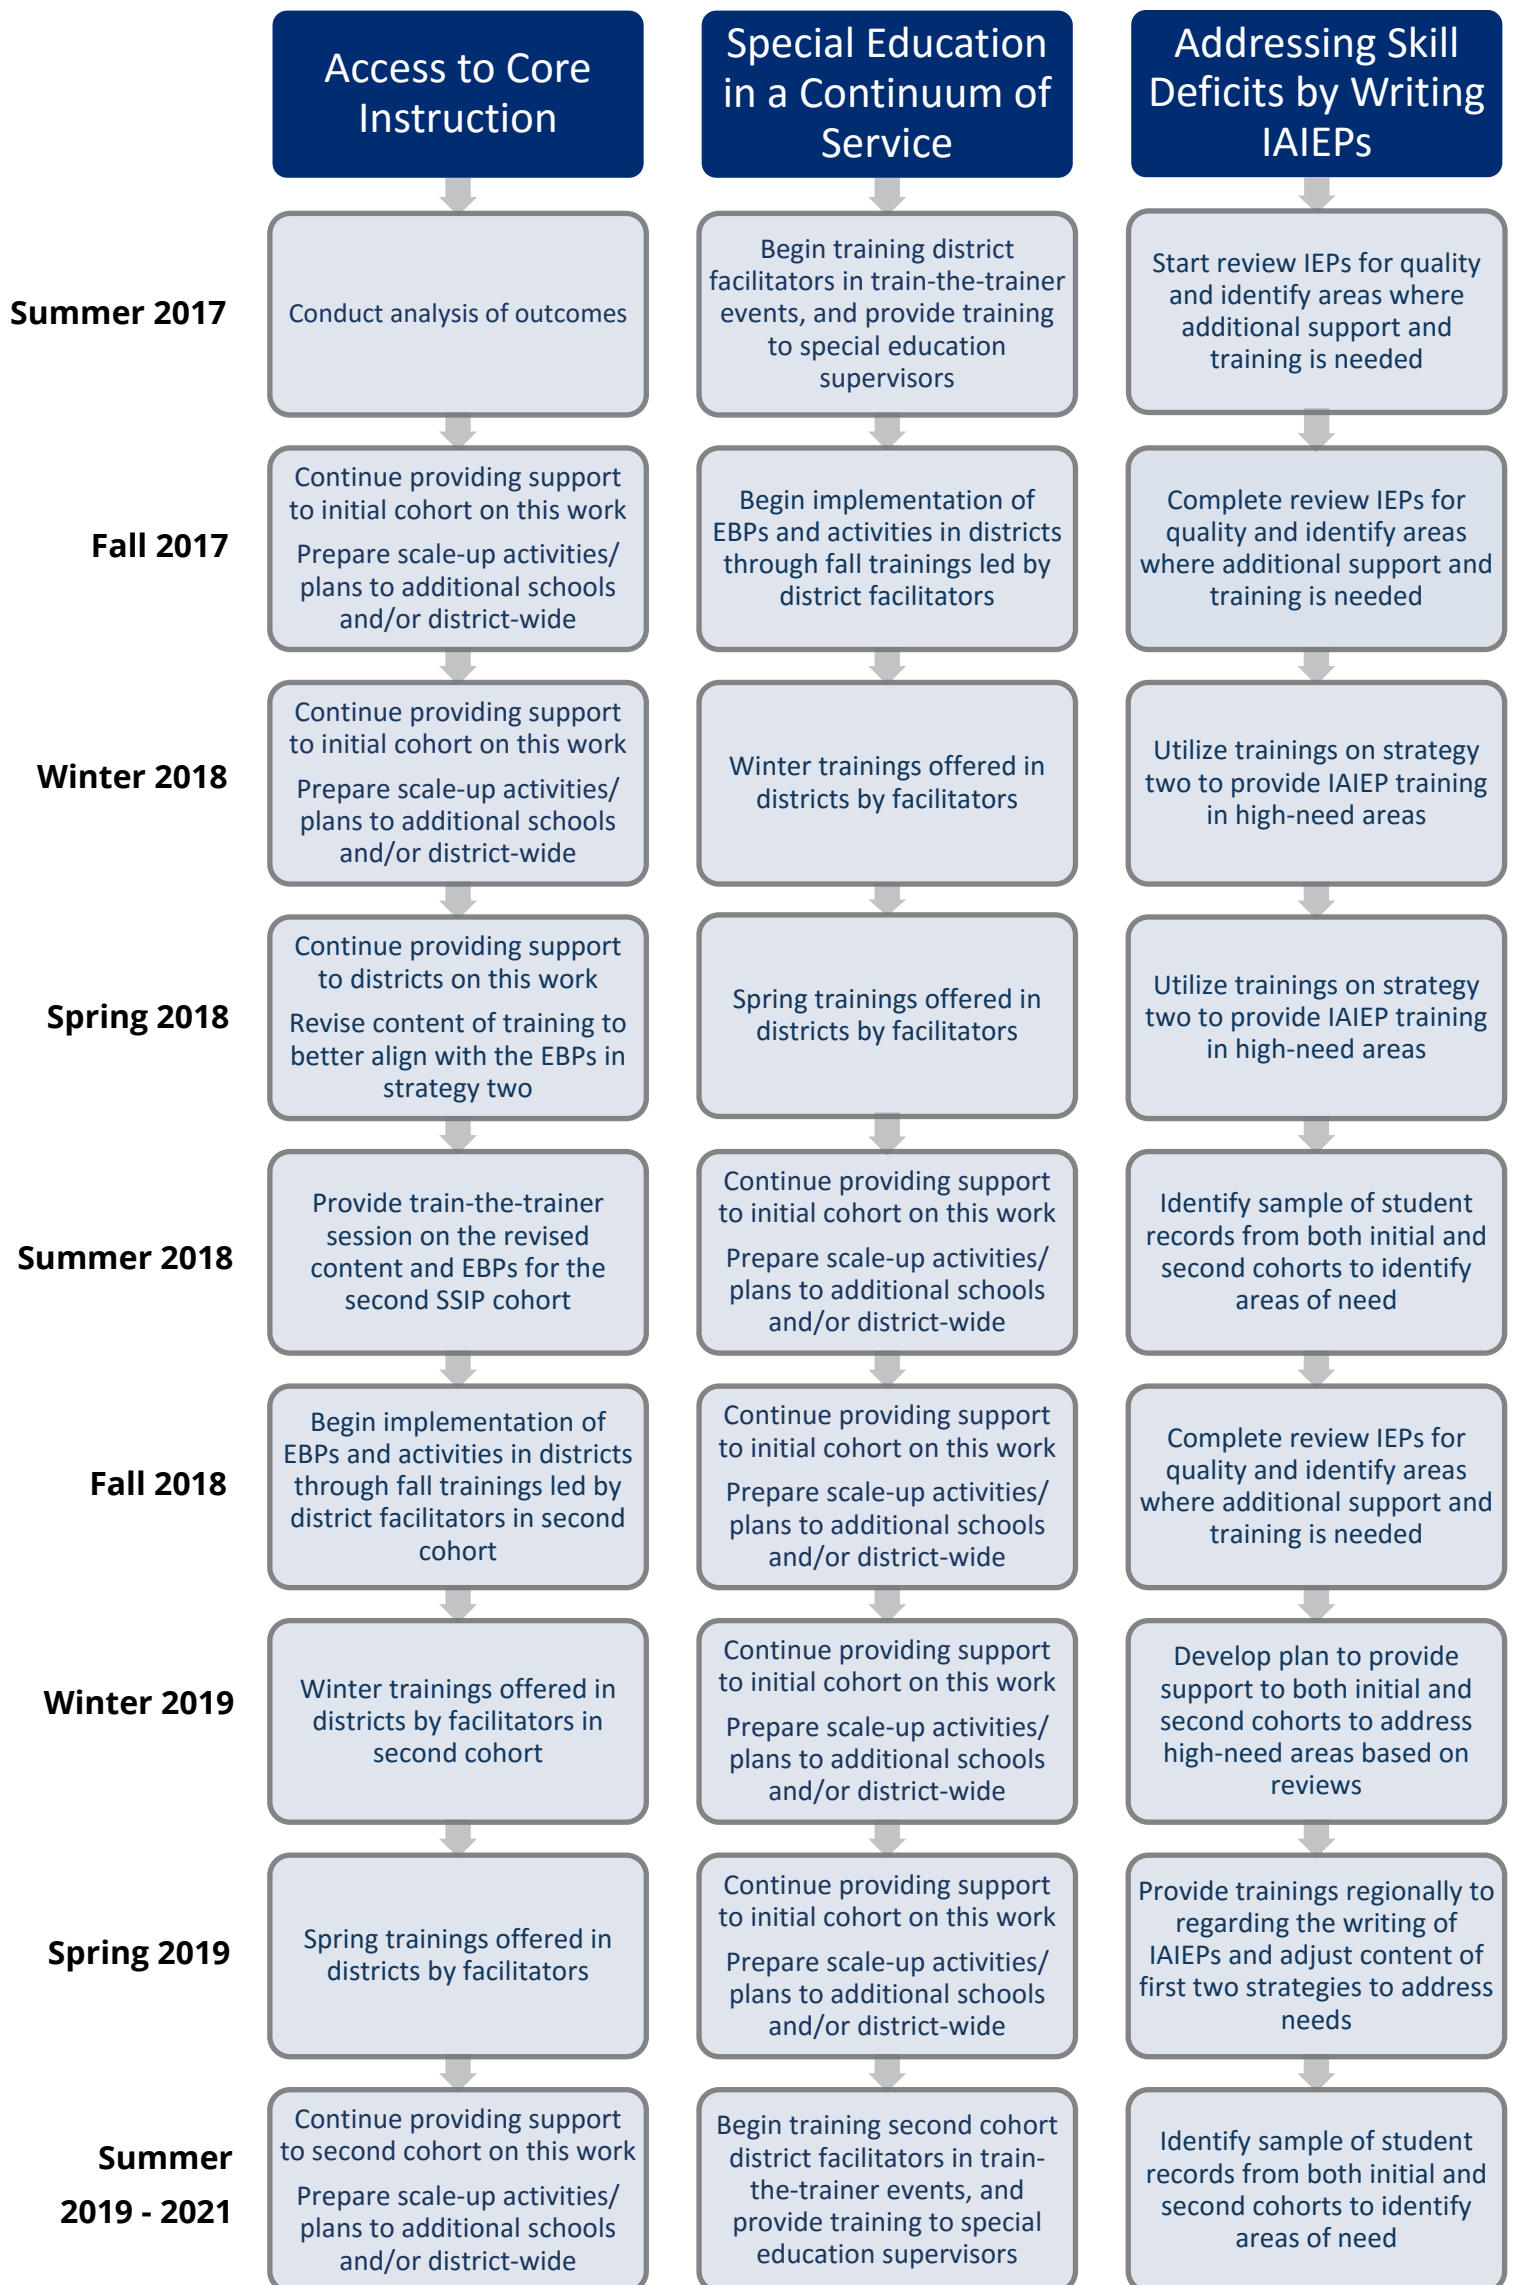 Access to Core
Instruction
Special Education
in a Continuum of
Service
Addressing Skill
Deficits by Writing
IAIEPs
Summer 2017
Conduct analysis of outcomes
Begin training district
facilitators in train-the-trainer
events, and provide training
to special education
supervisors
Start review IEPs for quality
and identify areas where
additional support and
training is needed
Fall 2017
Continue providing support
to initial cohort on this work
Prepare scale-up activities/
plans to additional schools
and/or district-wide
Begin implementation of
EBPs and activities in districts
through fall trainings led by
district facilitators
Complete review IEPs for
quality and identify areas
where additional support and
training is needed
Winter 2018
Continue providing support
to initial cohort on this work
Prepare scale-up activities/
plans to additional schools
and/or district-wide
Winter trainings offered in
districts by facilitators
Utilize trainings on strategy
two to provide IAIEP training
in high-need areas
Spring 2018
Continue providing support
to districts on this work
Revise content of training to
better align with the EBPs in
strategy two
Spring trainings offered in
districts by facilitators
Utilize trainings on strategy
two to provide IAIEP training
in high-need areas
Summer 2018
Provide train-the-trainer
session on the revised
content and EBPs for the
second SSIP cohort
Continue providing support
to initial cohort on this work
Prepare scale-up activities/
plans to additional schools
and/or district-wide
Identify sample of student
records from both initial and
second cohorts to identify
areas of need
Fall 2018
Begin implementation of
EBPs and activities in districts
through fall trainings led by
district facilitators in second
cohort
Continue providing support
to initial cohort on this work
Prepare scale-up activities/
plans to additional schools
and/or district-wide
Complete review IEPs for
quality and identify areas
where additional support and
training is needed
Winter 2019
Winter trainings offered in
districts by facilitators in
second cohort
Continue providing support
to initial cohort on this work
Prepare scale-up activities/
plans to additional schools
and/or district-wide
Develop plan to provide
support to both initial and
second cohorts to address
high-need areas based on
reviews
Spring 2019
Spring trainings offered in
districts by facilitators
Continue providing support
to initial cohort on this work
Prepare scale-up activities/
plans to additional schools
and/or district-wide
Provide trainings regionally to
regarding the writing of
IAIEPs and adjust content of
first two strategies to address
needs
Summer
2019 - 2021
Continue providing support
to second cohort on this work
Prepare scale-up activities/
plans to additional schools
and/or district-wide
Begin training second cohort
district facilitators in train-
the-trainer events, and
provide training to special
education supervisors
Identify sample of student
records from both initial and
second cohorts to identify
areas of need